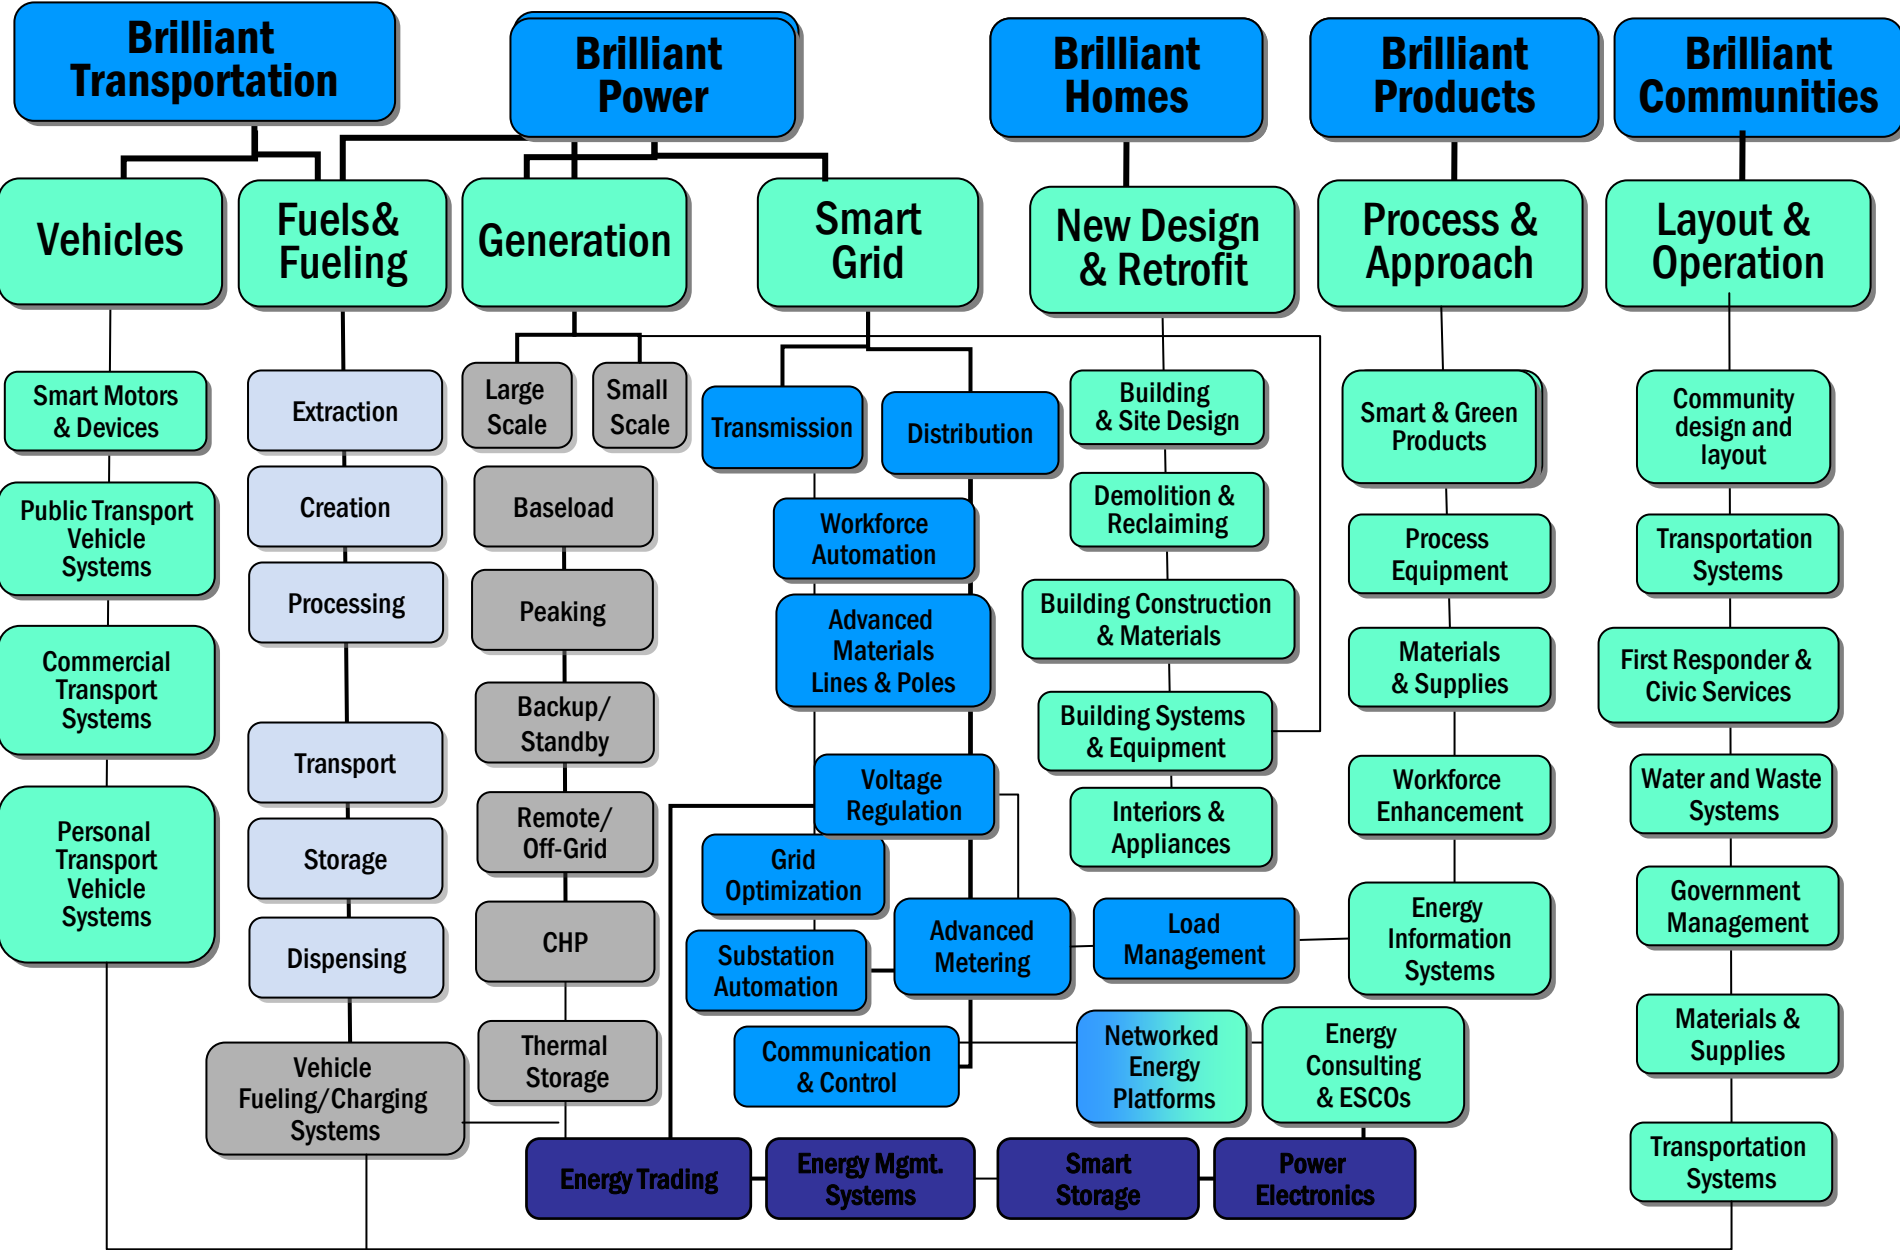 Brilliant
Transportation
Brilliant
Power
Brilliant
Homes
Brilliant
Products
Brilliant
Communities
Vehicles
Fuels&
Fueling
Generation
Smart
Grid
New Design
& Retrofit
Process &
Approach
Layout &
Operation
Smart Motors
& Devices
Public Transport
Vehicle
Systems
Commercial
Transport
Systems
Personal
Transport
Vehicle
Systems
Extraction
Creation
Processing
Transport
Storage
Dispensing
Vehicle
Fueling/Charging
Systems
Large
Scale
Small
Scale
Baseload
Peaking
Backup/
Standby
Remote/
Off-Grid
CHP
Thermal
Storage
Transmission
Distribution
Workforce
Automation
Advanced
Materials
Lines & Poles
Voltage
Regulation
Grid
Optimization
Substation
Automation
Advanced
Metering
Load
Management
Communication
& Control
Networked
Energy
Platforms
Energy
Consulting
& ESCOs
Building
& Site Design
Demolition &
Reclaiming
Building Construction
& Materials
Building Systems
& Equipment
Interiors &
Appliances
Smart & Green
Products
Process
Equipment
Materials
& Supplies
Workforce
Enhancement
Energy
Information
Systems
Community
design and
layout
Transportation
Systems
First Responder &
Civic Services
Water and Waste
Systems
Government
Management
Materials &
Supplies
Transportation
Systems
Energy Trading
Energy Mgmt.
Systems
Smart
Storage
Power
Electronics